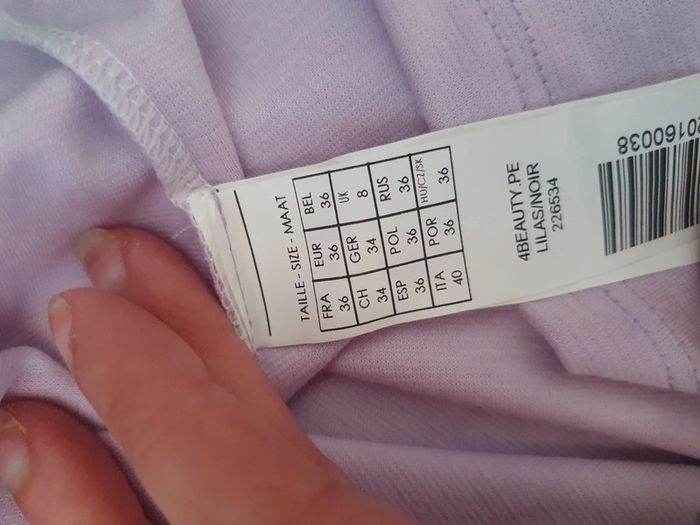 TAILLE - SIZE - MAAT
FRA EUR BEL
36 36 36
CH GER UK
34 34 8
ESP POL RUS
36 36 36
ITA POR HU/CZ/SK
40 36 36
4BEAUTY.PE
LILAS/NOIR
226534
20160038